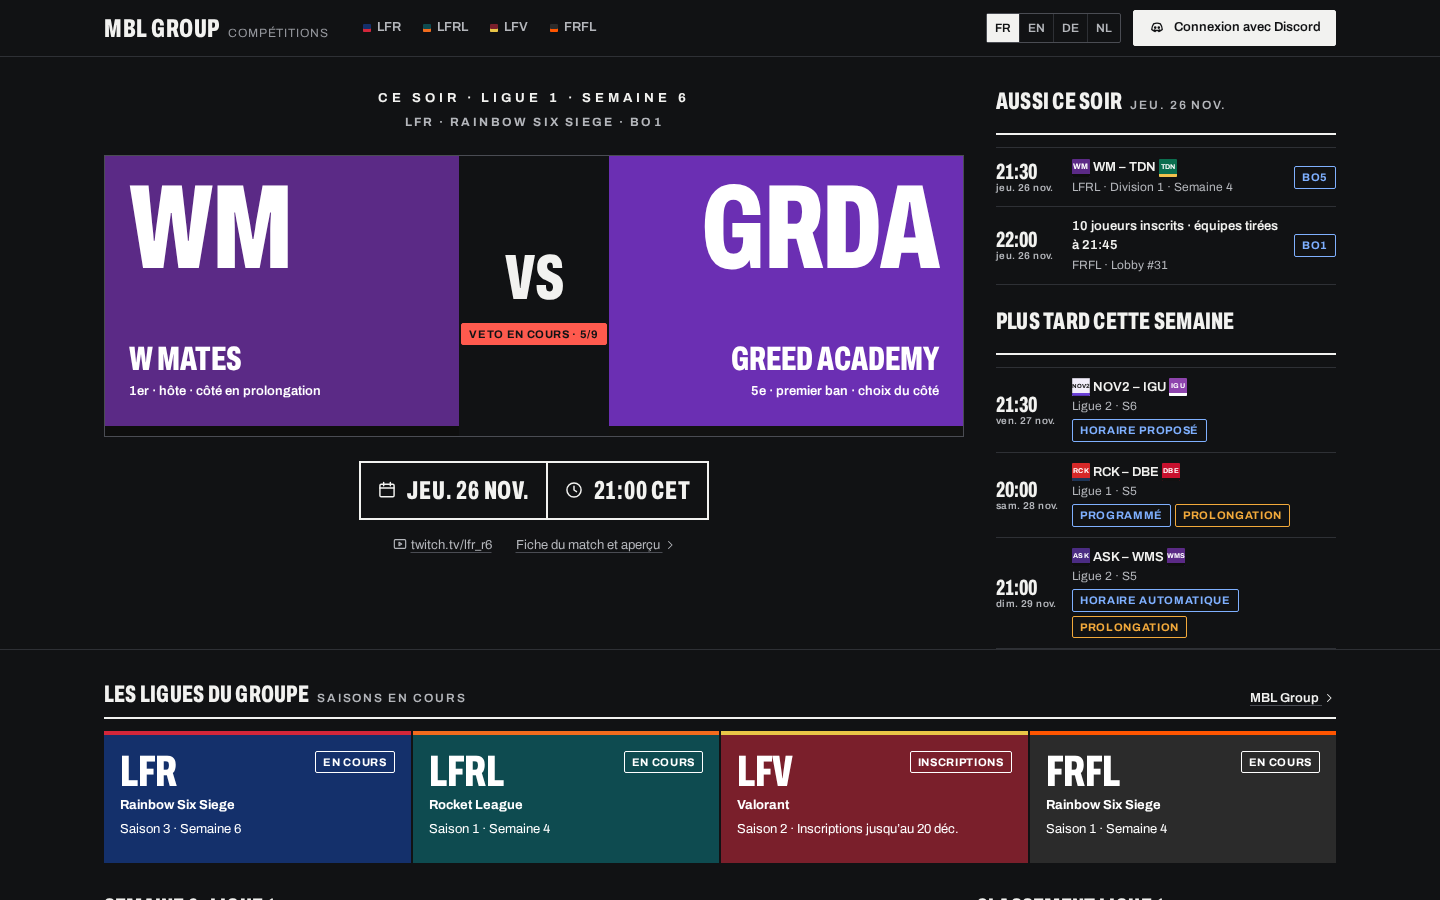 MBL GROUP COMPÉTITIONS LFR LFRL LFV FRFL FR EN DE NL Connexion avec Discord
CE SOIR · LIGUE 1 · SEMAINE 6
LFR · RAINBOW SIX SIEGE · BO1
WM
W MATES
1er · hôte · côté en prolongation
VS
VETO EN COURS · 5/9
GRDA
GREED ACADEMY
5e · premier ban · choix du côté
JEU. 26 NOV. 21:00 CET
twitch.tv/lfr_r6 Fiche du match et aperçu
AUSSI CE SOIR JEU. 26 NOV.
21:30 WM WM – TDN TDN
jeu. 26 nov. LFRL · Division 1 · Semaine 4 BO5
22:00 10 joueurs inscrits · équipes tirées
à 21:45
jeu. 26 nov. FRFL · Lobby #31 BO1
PLUS TARD CETTE SEMAINE
21:30 NOV2 NOV2 – IGU IGU
ven. 27 nov. Ligue 2 · S6
HORAIRE PROPOSÉ
20:00 RCK RCK – DBE DBE
sam. 28 nov. Ligue 1 · S5
PROGRAMMÉ PROLONGATION
21:00 ASK ASK – WMS WMS
dim. 29 nov. Ligue 2 · S5
HORAIRE AUTOMATIQUE
PROLONGATION
LES LIGUES DU GROUPE SAISONS EN COURS MBL Group
LFR EN COURS
Rainbow Six Siege
Saison 3 · Semaine 6
LFRL EN COURS
Rocket League
Saison 1 · Semaine 4
LFV INSCRIPTIONS
Valorant
Saison 2 · Inscriptions jusqu'au 20 déc.
FRFL EN COURS
Rainbow Six Siege
Saison 1 · Semaine 4